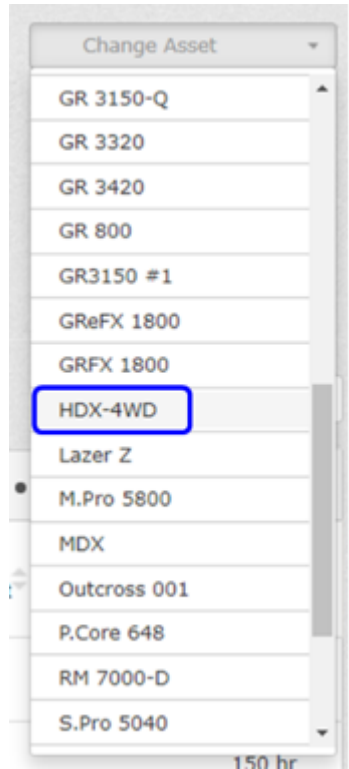 Change Asset
GR 3150-Q
GR 3320
GR 3420
GR 800
GR3150 #1
GReFX 1800
GRFX 1800
HDX-4WD
Lazer Z
M.Pro 5800
MDX
Outcross 001
P.Core 648
RM 7000-D
S.Pro 5040
150 hr